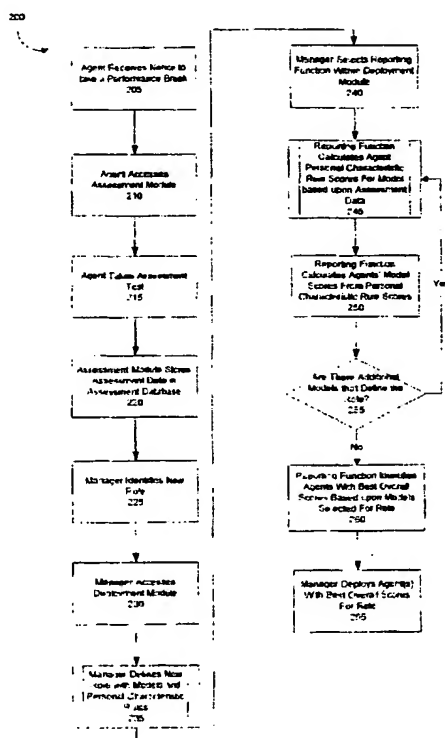 200
Agent Receives Notice to
take a Performance Break
205
Agent Accesses
Assessment Module
210
Agent Takes Assessment
Test
215
Assessment Module Stores
Assessment Data in
Assessment Database
220
Manager Identifies New
Role
225
Manager Accesses
Deployment Module
230
Manager Defines New
Role with Models and
Personal Characteristic
Rules
235
Manager Selects Reporting
Function Within Deployment
Module
240
Reporting Function
Calculates Agent
Personal Characteristic
Raw Scores Per Model
based upon Assessment
Data
245
Reporting Function
Calculates Agents' Model
Scores From Personal
Characteristic Raw Scores
250
Are There Additional
Models that Define the
Role?
255
Yes
No
Reporting Function Identifies
Agents With Best Overall
Scores Based upon Models
Selected For Role
260
Manager Deploys Agent(s)
With Best Overall Scores
For Role
265